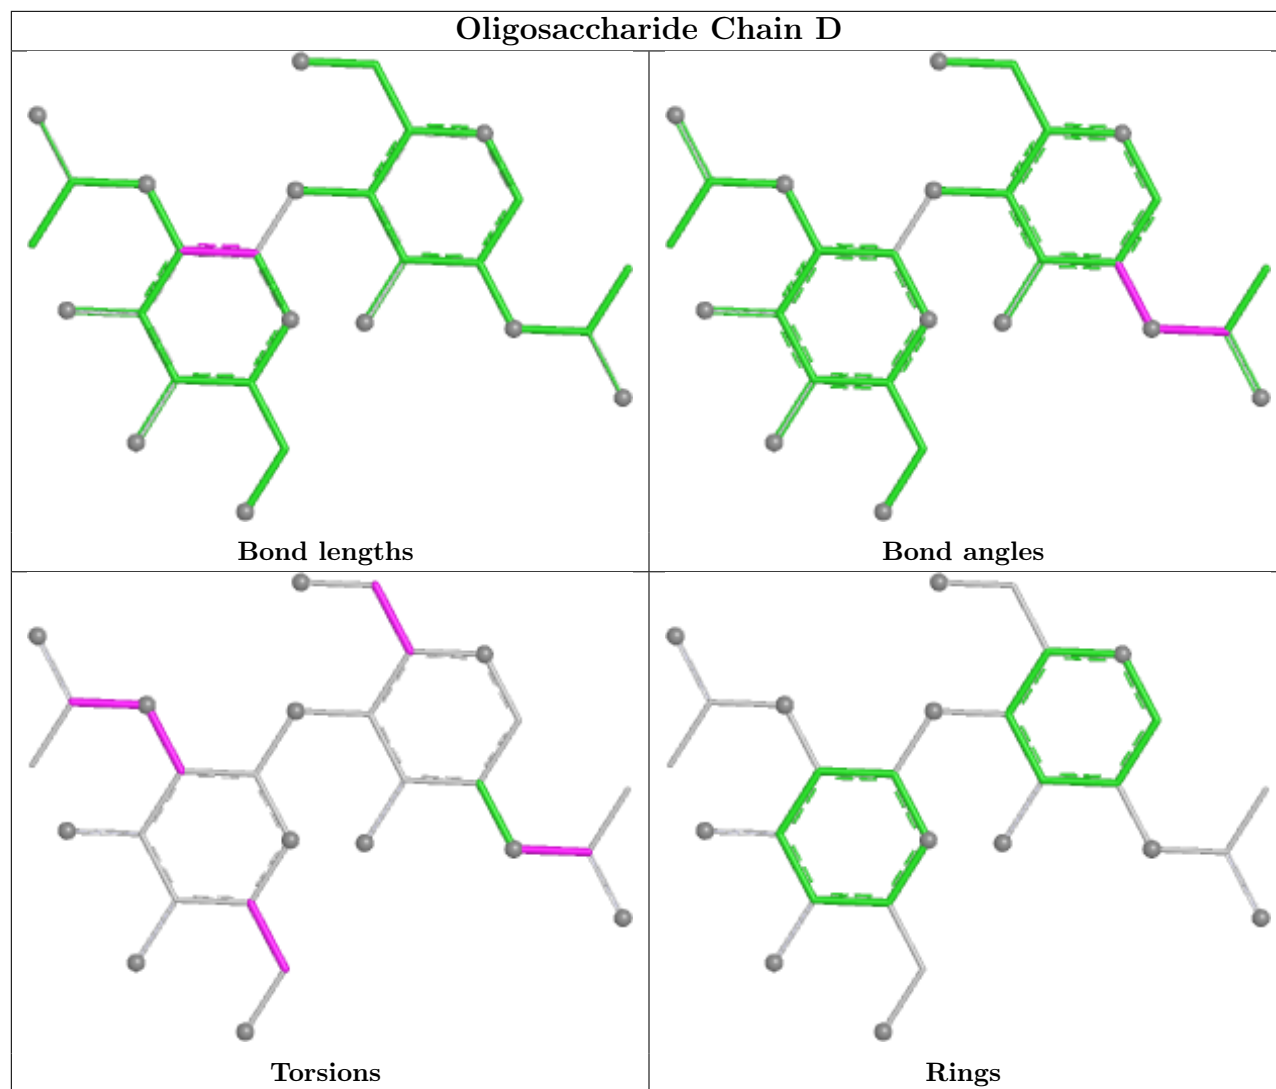 Oligosaccharide Chain D
Bond lengths
Bond angles
Torsions
Rings